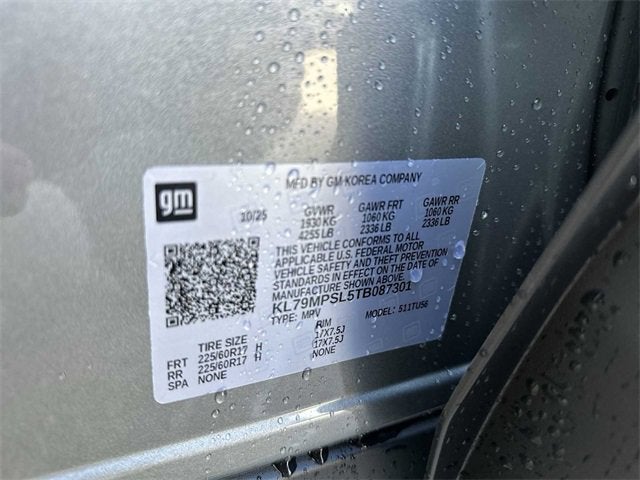 gm
MFD BY GM KOREA COMPANY
10/25 GVWR GAWR FRT GAWR RR
1930 KG 1060 KG 1060 KG
4255 LB 2336 LB 2336 LB
THIS VEHICLE CONFORMS TO ALL
APPLICABLE U.S. FEDERAL MOTOR
VEHICLE SAFETY AND THEFT PREVENTION
STANDARDS IN EFFECT ON THE DATE OF
MANUFACTURE SHOWN ABOVE.
KL79MPSL5TB087301
TYPE: MPV MODEL: 511TU56
TIRE SIZE RIM
FRT 225/60R17 H 17X7.5J
RR 225/60R17 H 17X7.5J
SPA NONE NONE